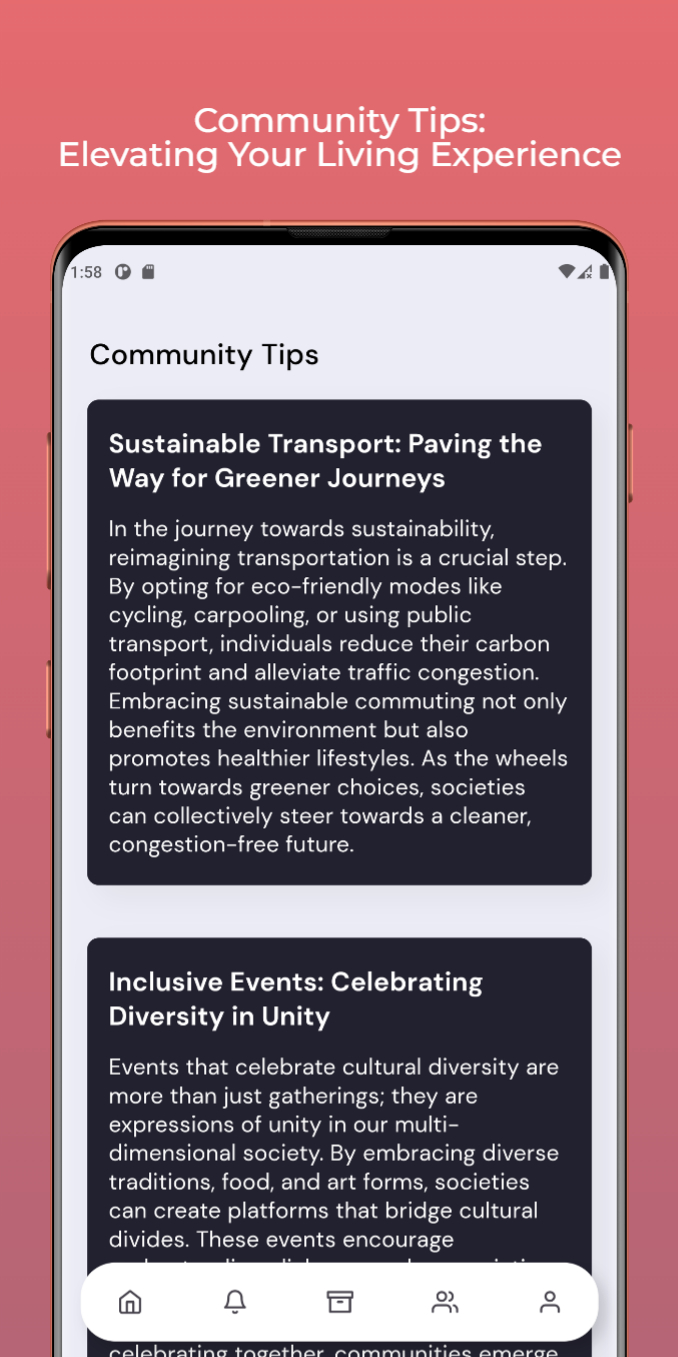 Community Tips:
Elevating Your Living Experience
1:58
Community Tips
Sustainable Transport: Paving the
Way for Greener Journeys
In the journey towards sustainability,
reimagining transportation is a crucial step.
By opting for eco-friendly modes like
cycling, carpooling, or using public
transport, individuals reduce their carbon
footprint and alleviate traffic congestion.
Embracing sustainable commuting not only
benefits the environment but also
promotes healthier lifestyles. As the wheels
turn towards greener choices, societies
can collectively steer towards a cleaner,
congestion-free future.
Inclusive Events: Celebrating
Diversity in Unity
Events that celebrate cultural diversity are
more than just gatherings; they are
expressions of unity in our multi-
dimensional society. By embracing diverse
traditions, food, and art forms, societies
can create platforms that bridge cultural
divides. These events encourage
celebrating together, communities emerge